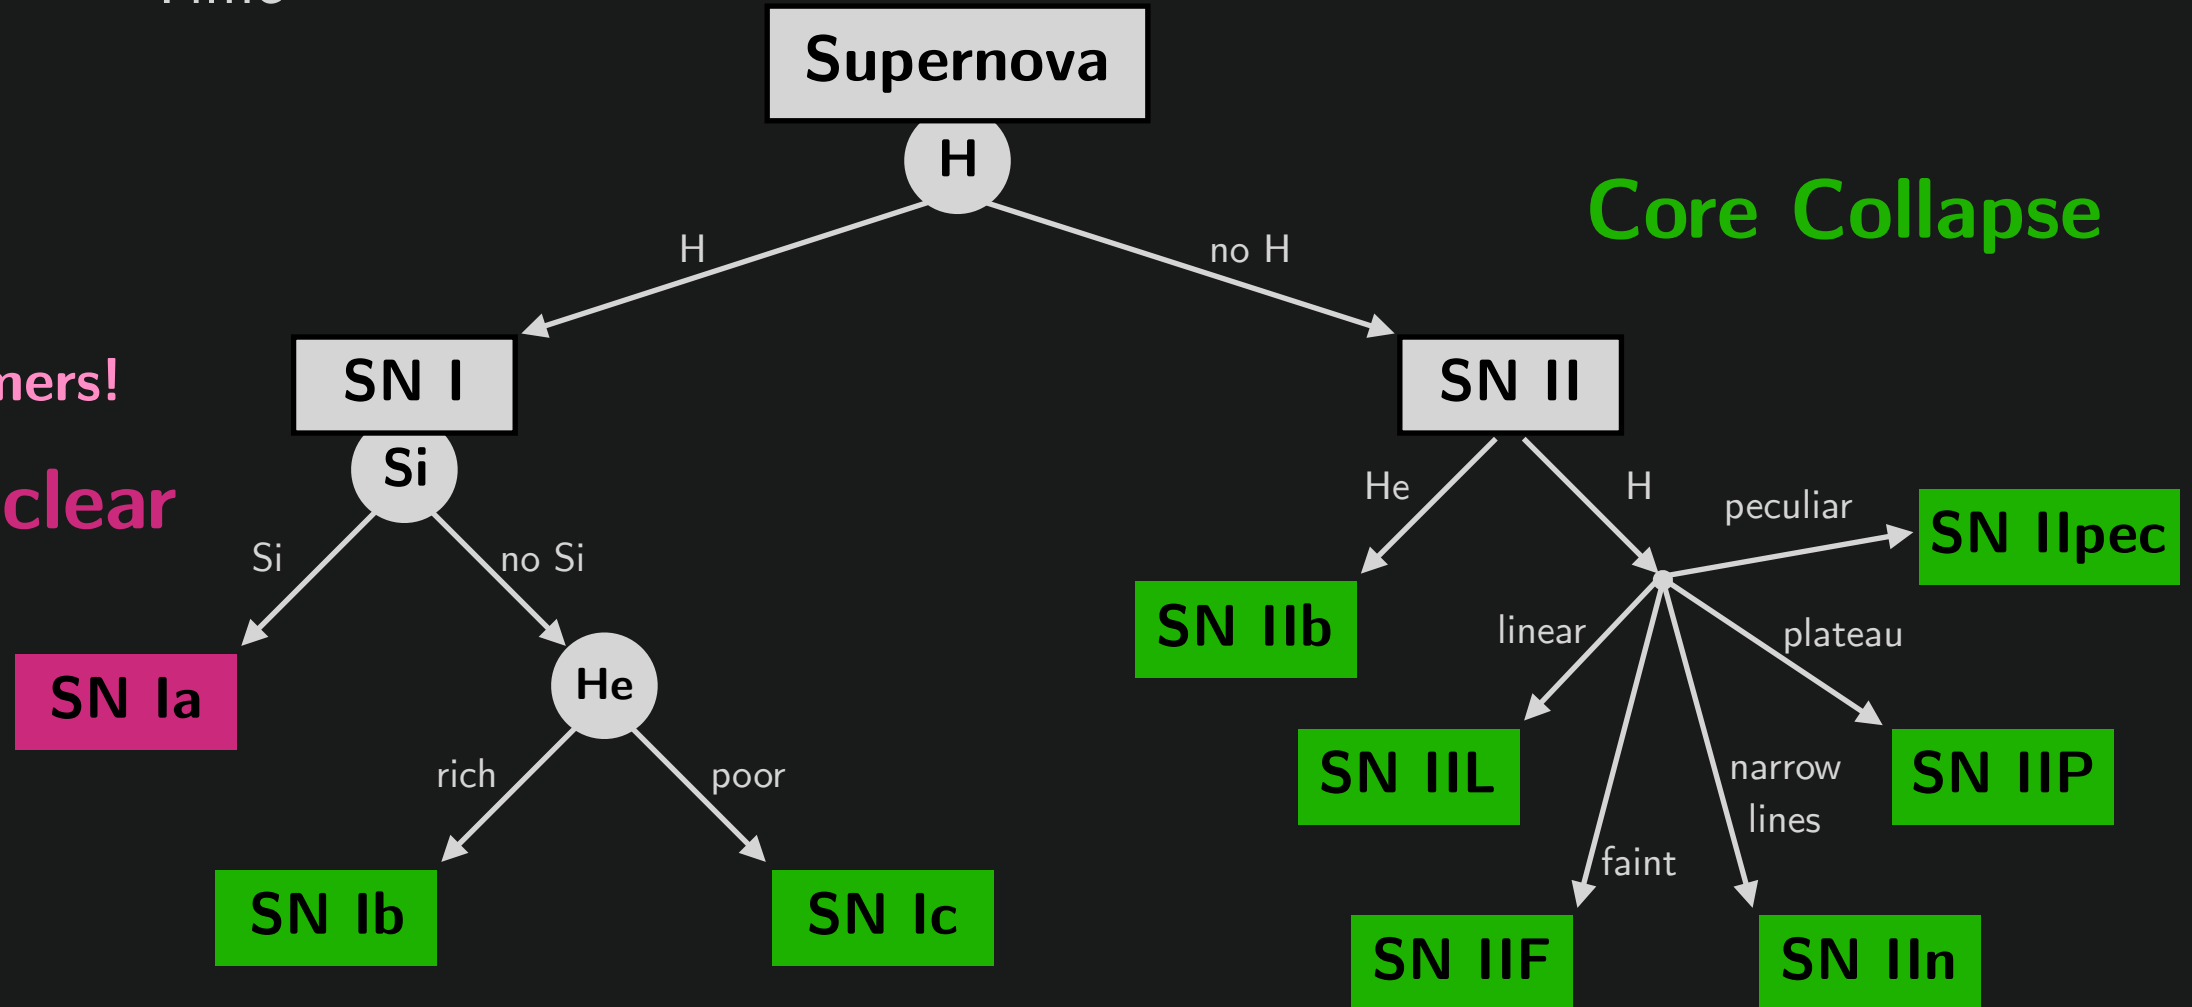 Supernova
H
H
no H
Core Collapse
SN I
SN II
Si
Si
no Si
He
H
peculiar
SN IIpec
SN Ia
He
SN IIb
linear
plateau
rich
poor
SN IIL
narrow
lines
SN IIP
faint
SN Ib
SN Ic
SN IIF
SN IIn